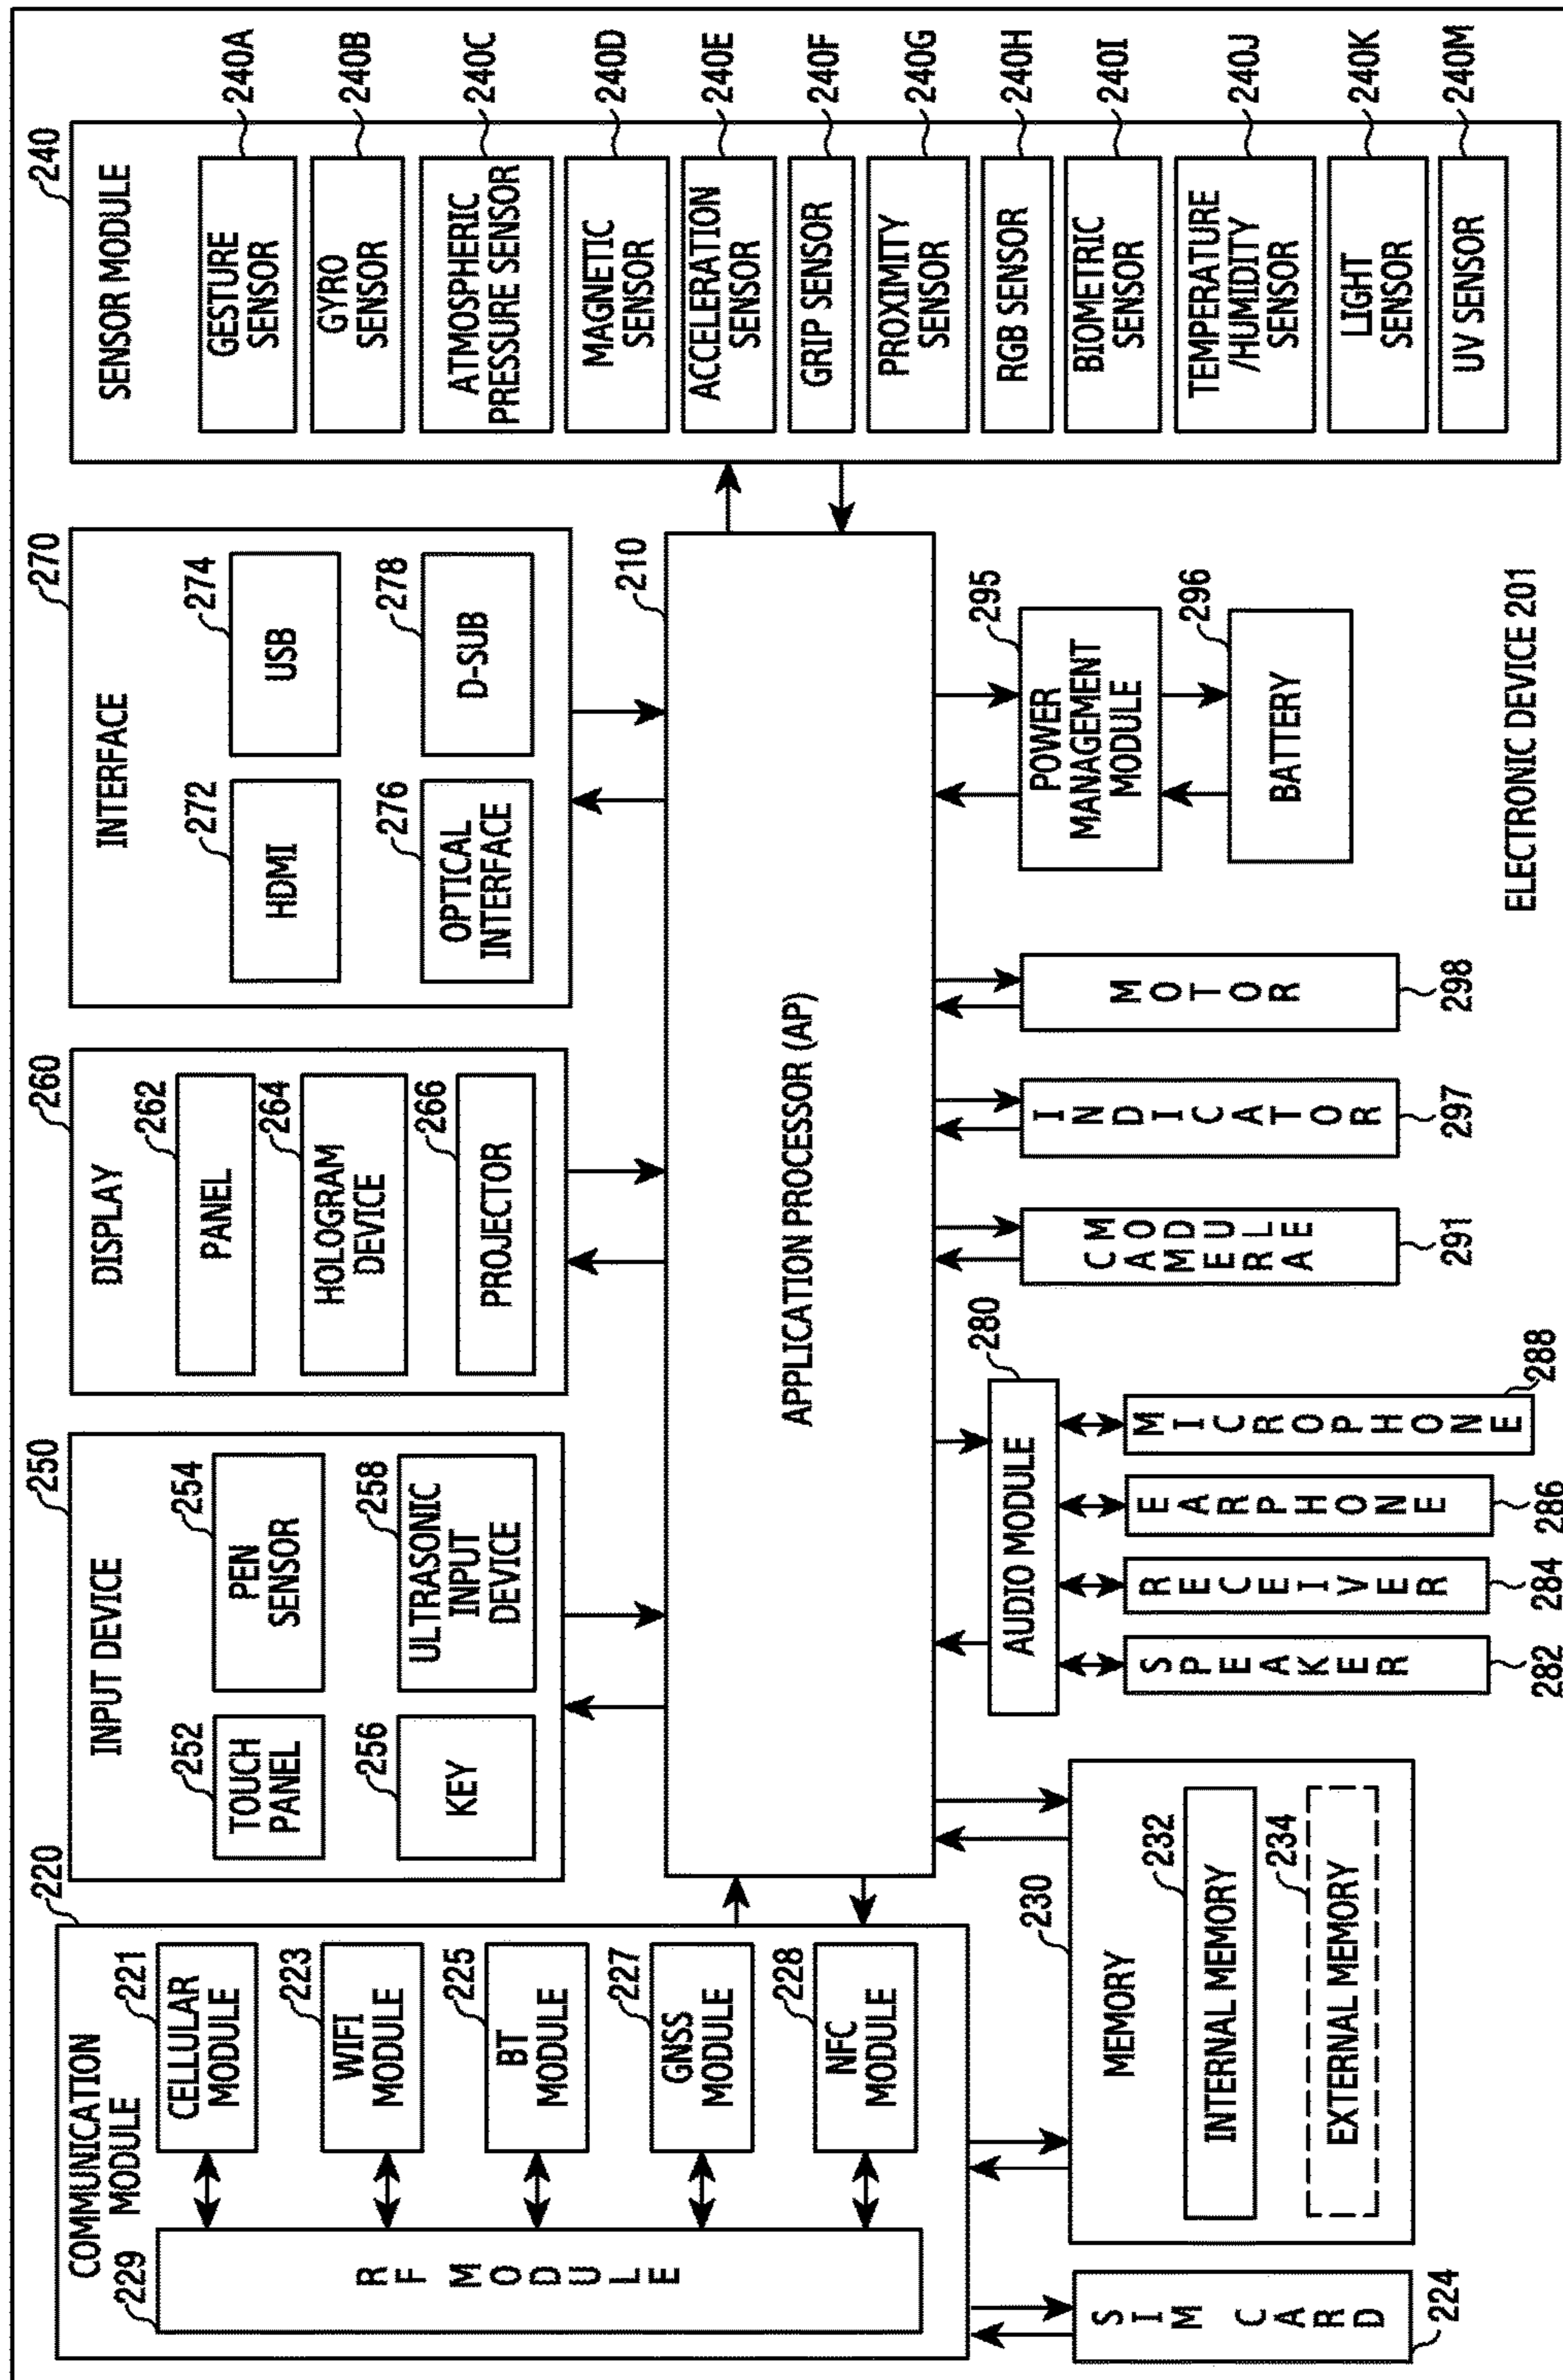 COMMUNICATION
MODULE
220
229
RF MODULE
221
CELLULAR
MODULE
223
WIFI
MODULE
225
BT
MODULE
227
GNSS
MODULE
228
NFC
MODULE
SIM CARD
224
250
INPUT DEVICE
252
TOUCH
PANEL
254
PEN
SENSOR
256
KEY
258
ULTRASONIC
INPUT
DEVICE
260
DISPLAY
262
PANEL
264
HOLOGRAM
DEVICE
266
PROJECTOR
270
INTERFACE
272
HDMI
274
USB
276
OPTICAL
INTERFACE
278
D-SUB
240
SENSOR MODULE
GESTURE
SENSOR
240A
GYRO
SENSOR
240B
ATMOSPHERIC
PRESSURE SENSOR
240C
MAGNETIC
SENSOR
240D
ACCELERATION
SENSOR
240E
GRIP SENSOR
240F
PROXIMITY
SENSOR
240G
RGB SENSOR
240H
BIOMETRIC
SENSOR
240I
TEMPERATURE
/HUMIDITY
SENSOR
240J
LIGHT
SENSOR
240K
UV SENSOR
240M
210
APPLICATION PROCESSOR (AP)
230
MEMORY
232
INTERNAL MEMORY
234
EXTERNAL MEMORY
280
AUDIO MODULE
SPEAKER
282
RECEIVER
284
EARPHONE
286
MICROPHONE
288
CAMERA
MODULE
291
INDICATOR
297
MOTOR
298
295
POWER
MANAGEMENT
MODULE
296
BATTERY
ELECTRONIC DEVICE 201